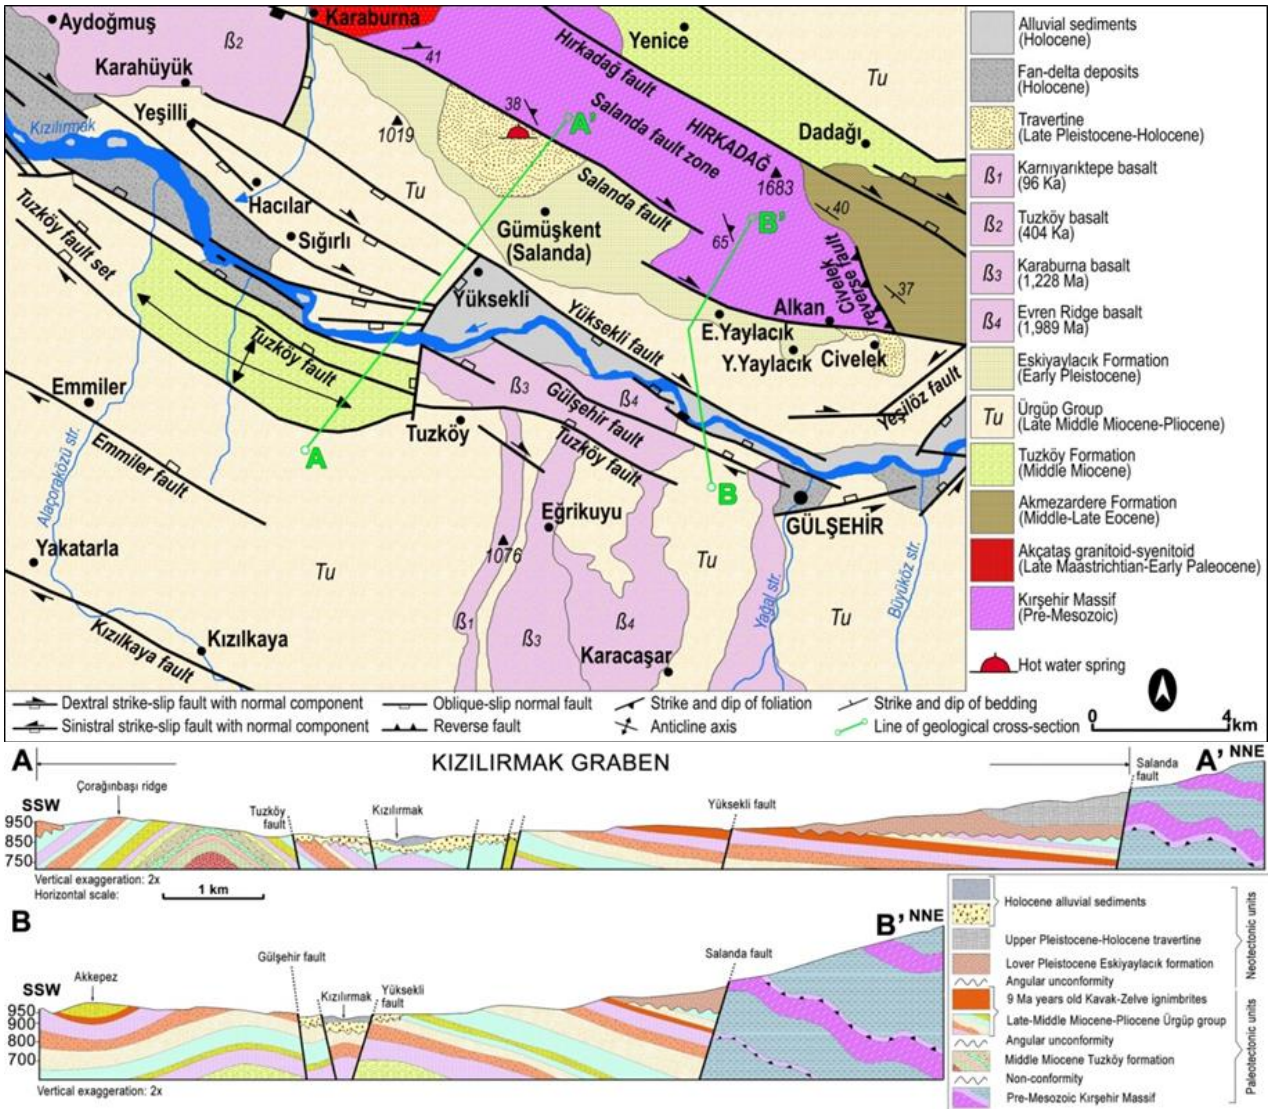 Aydoğmuş
Karaburna
ß2
Yenice
Hırkadağ fault
Tu
41
Karahüyük
Yeşilli
Kızılırmak
1019
38
A'
Salanda fault zone
HIRKADAĞ
1683
Dadağı
Tu
Hacılar
Sığırlı
Gümüşkent
(Salanda)
Salanda fault
B'
65
40
37
Civelek
reverse fault
Tuzköy fault set
Yüksekli
Yüksekli fault
Alkan
E.Yaylacık
Y.Yaylacık
Civelek
Tuzköy fault
ß3
ß4
Gülşehir fault
Yeşilöz fault
Emmiler
Tuzköy
Tuzköy fault
A
B
Emmiler fault
Alaçoraközü str.
GÜLŞEHİR
Eğrikuyu
1076
Yakatarla
Tu
Tu
Tu
Yağal str.
Büyüköz str.
Kızılkaya
Kızılkaya fault
ß1
ß3
ß4
Karacaşar
Alluvial sediments
(Holocene)
Fan-delta deposits
(Holocene)
Travertine
(Late Pleistocene-Holocene)
ß1 Karnıyarıktepe basalt
(96 Ka)
ß2 Tuzköy basalt
(404 Ka)
ß3 Karaburna basalt
(1,228 Ma)
ß4 Evren Ridge basalt
(1,989 Ma)
Eskiyaylacık Formation
(Early Pleistocene)
Tu Ürgüp Group
(Late Middle Miocene-Pliocene)
Tuzköy Formation
(Middle Miocene)
Akmezardere Formation
(Middle-Late Eocene)
Akçataş granitoid-syenitoid
(Late Maastrichtian-Early Paleocene)
Kırşehir Massif
(Pre-Mesozoic)
Hot water spring
0 4
km
Dextral strike-slip fault with normal component
Oblique-slip normal fault
Strike and dip of foliation
Strike and dip of bedding
Sinistral strike-slip fault with normal component
Reverse fault
Anticline axis
Line of geological cross-section
A
KIZILIRMAK GRABEN
A' NNE
Salanda
fault
Çorağınbaşı ridge
SSW
Tuzköy
fault
Kızılırmak
Yüksekli fault
950
850
750
Vertical exaggeration: 2x
Horizontal scale:
1 km
B
B' NNE
Gülşehir fault
Salanda fault
Akkepez
SSW
Kızılırmak
Yüksekli
fault
950
900
800
700
Vertical exaggeration: 2x
Holocene alluvial sediments
Upper Pleistocene-Holocene travertine
Lover Pleistocene Eskiyaylacık formation
Angular unconformity
9 Ma years old Kavak-Zelve ignimbrites
Late-Middle Miocene-Pliocene Ürgüp group
Angular unconformity
Middle Miocene Tuzköy formation
Non-conformity
Pre-Mesozoic Kırşehir Massif
Neotectonic units
Paleotectonic units